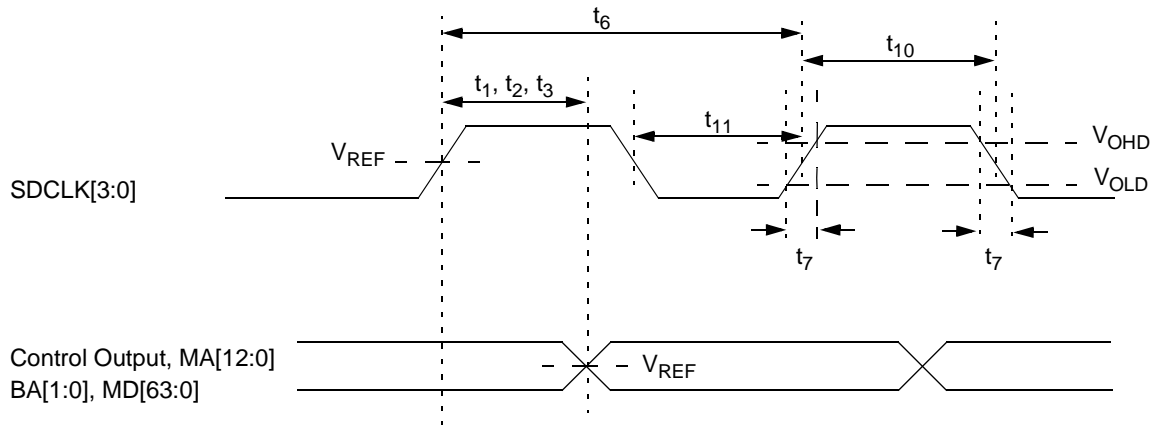 t6
t10
t1, t2, t3
t11
VREF
VOHD
VOLD
SDCLK[3:0]
t7
t7
Control Output, MA[12:0]
BA[1:0], MD[63:0]
VREF